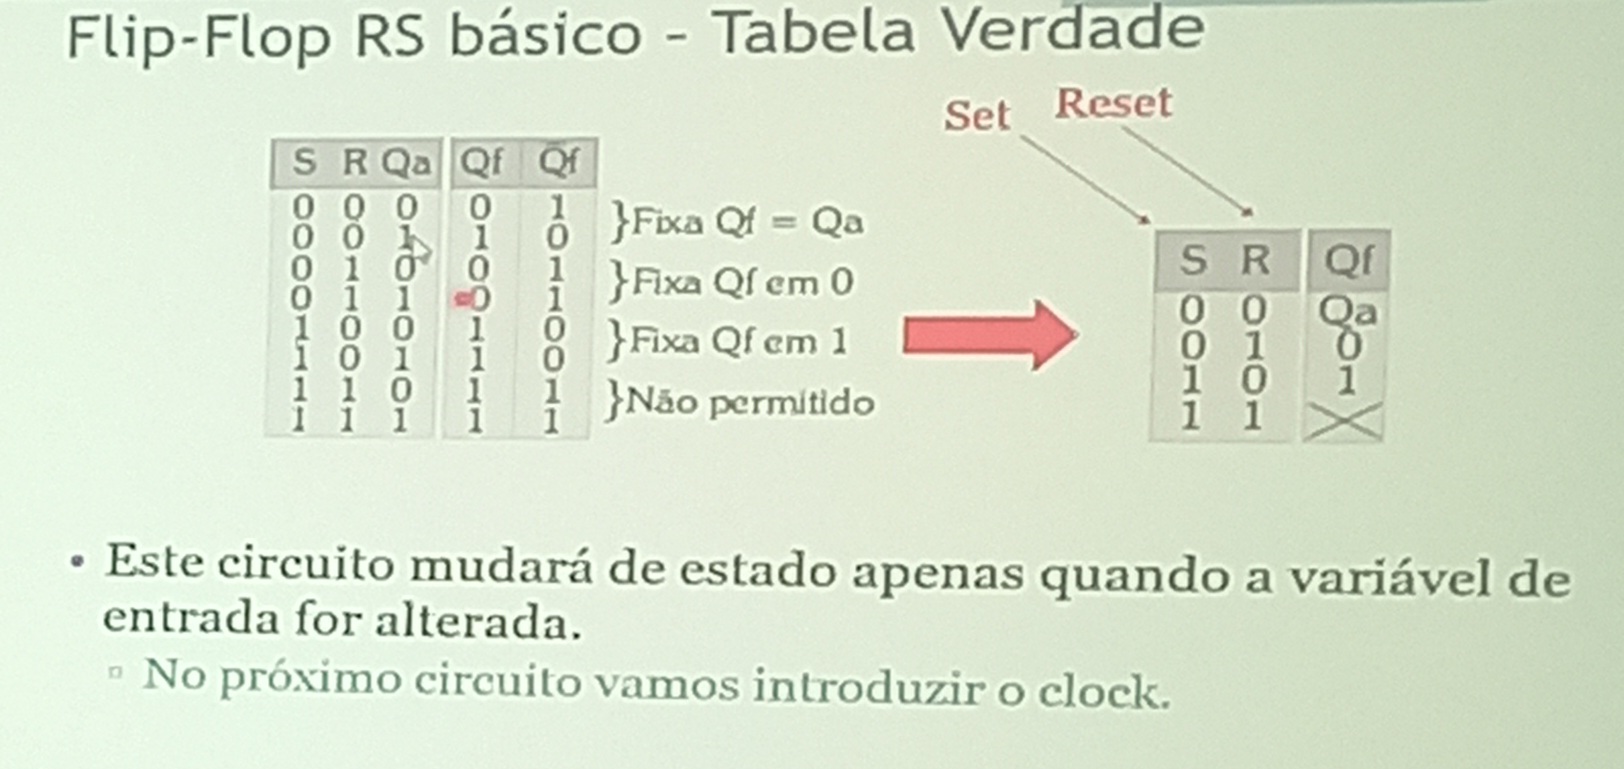 Flip-Flop RS básico - Tabela Verdade
Set Reset
S R Qa Qf Q̅f
0 0 0 0 1
0 0 1 1 0
}Fixa Qf = Qa
0 1 0 0 1
0 1 1 0 1
}Fixa Qf em 0
1 0 0 1 0
1 0 1 1 0
}Fixa Qf em 1
1 1 0 1 1
1 1 1 1 1
}Não permitido
S R Qf
0 0 Qa
0 1 0
1 0 1
1 1
• Este circuito mudará de estado apenas quando a variável de
entrada for alterada.
▫ No próximo circuito vamos introduzir o clock.